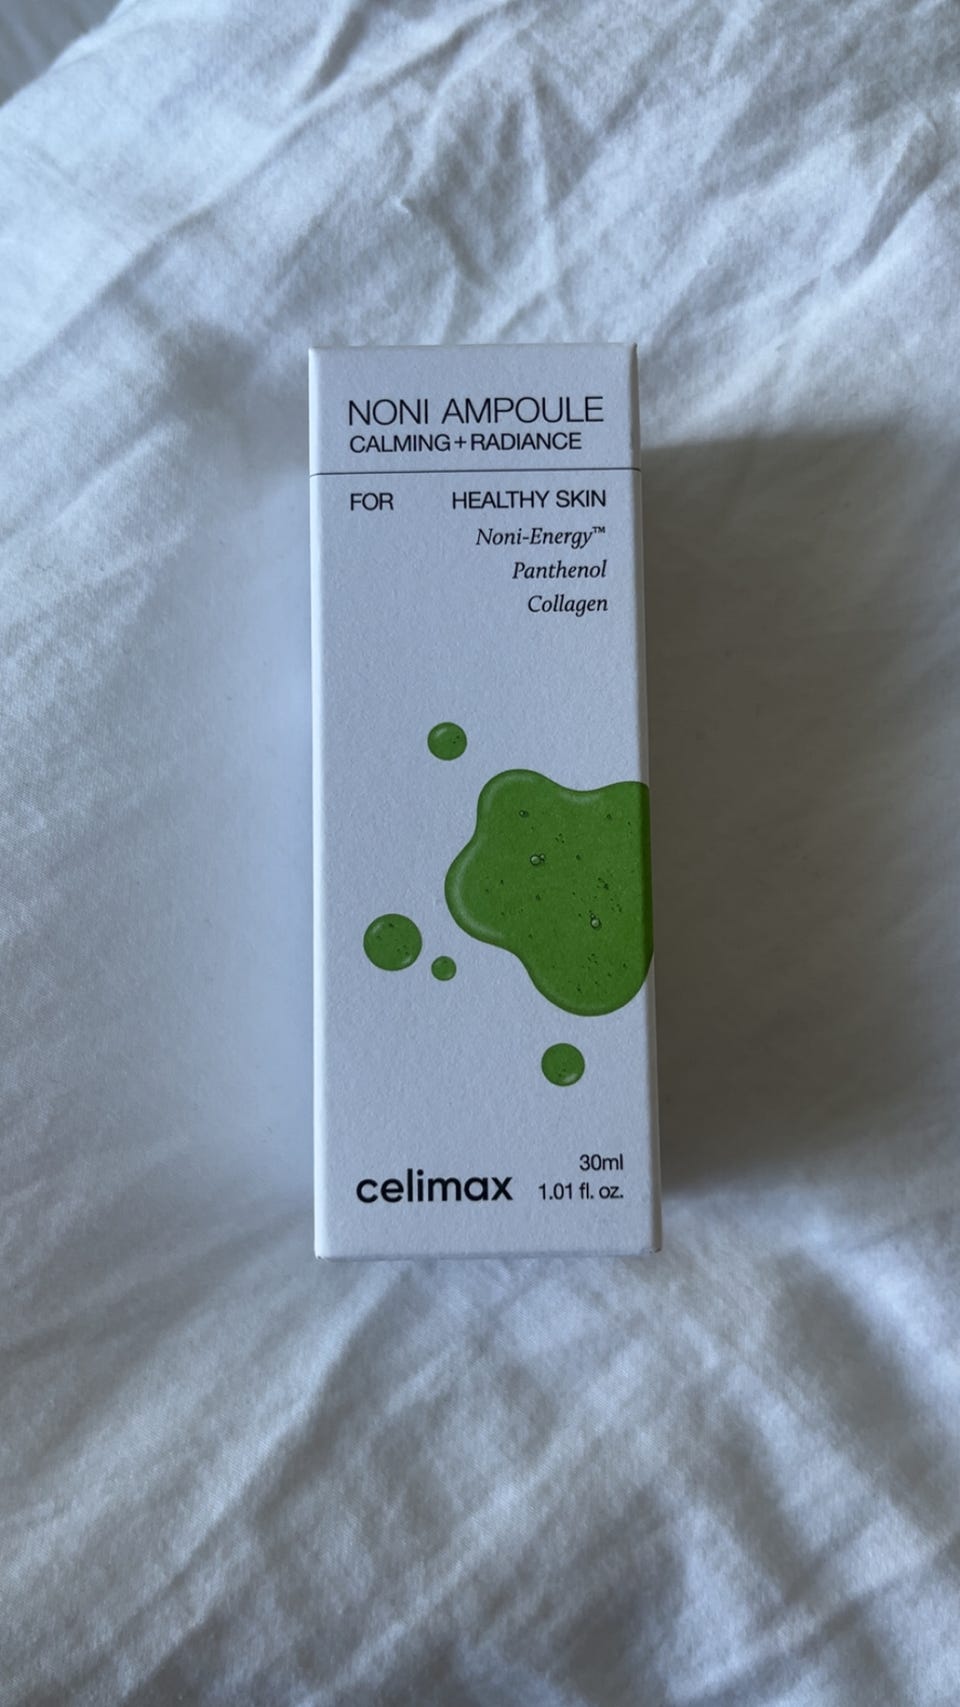 NONI AMPOULE
CALMING+RADIANCE
FOR HEALTHY SKIN
Noni-Energy™
Panthenol
Collagen
celimax
30ml
1.01 fl. oz.